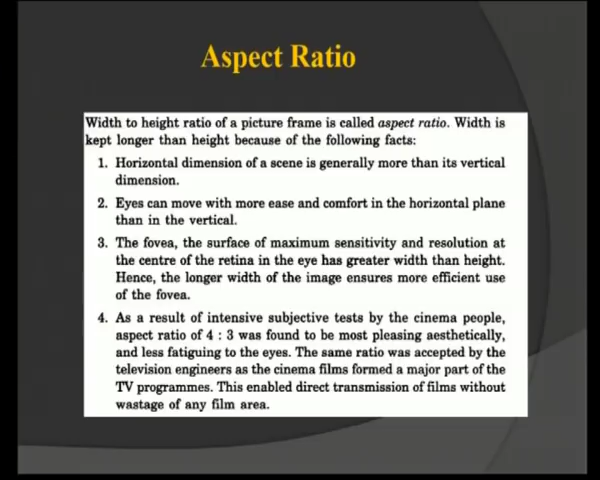 Aspect Ratio
Width to height ratio of a picture frame is called aspect ratio. Width is
kept longer than height because of the following facts:
1. Horizontal dimension of a scene is generally more than its vertical
dimension.
2. Eyes can move with more ease and comfort in the horizontal plane
than in the vertical.
3. The fovea, the surface of maximum sensitivity and resolution at
the centre of the retina in the eye has greater width than height.
Hence, the longer width of the image ensures more efficient use
of the fovea.
4. As a result of intensive subjective tests by the cinema people,
aspect ratio of 4 : 3 was found to be most pleasing aesthetically,
and less fatiguing to the eyes. The same ratio was accepted by the
television engineers as the cinema films formed a major part of the
TV programmes. This enabled direct transmission of films without
wastage of any film area.